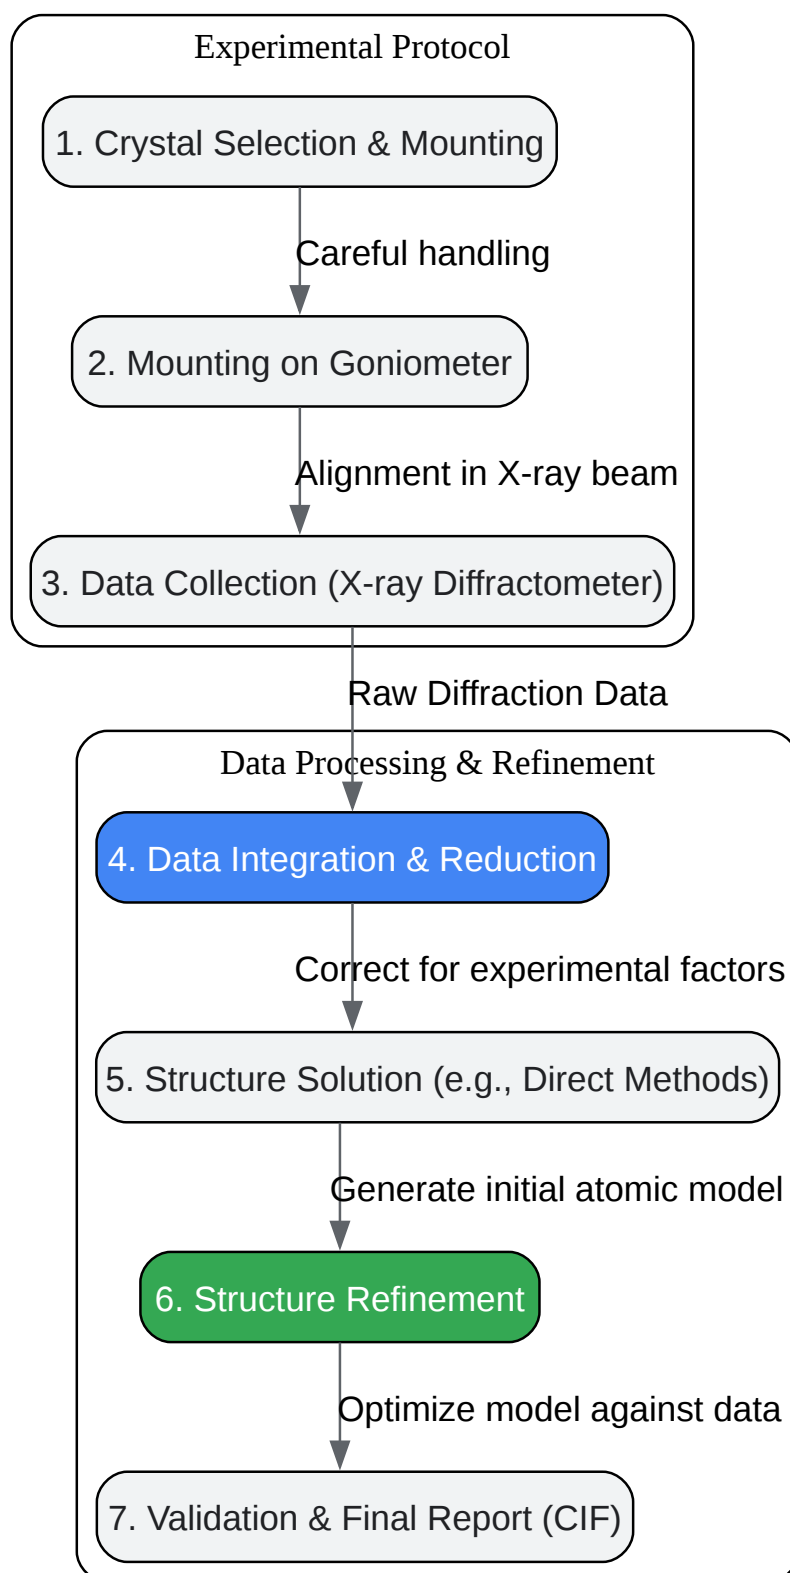 Experimental Protocol
1. Crystal Selection & Mounting
Careful handling
2. Mounting on Goniometer
Alignment in X-ray beam
3. Data Collection (X-ray Diffractometer)
Raw Diffraction Data
Data Processing & Refinement
4. Data Integration & Reduction
Correct for experimental factors
5. Structure Solution (e.g., Direct Methods)
Generate initial atomic model
6. Structure Refinement
Optimize model against data
7. Validation & Final Report (CIF)